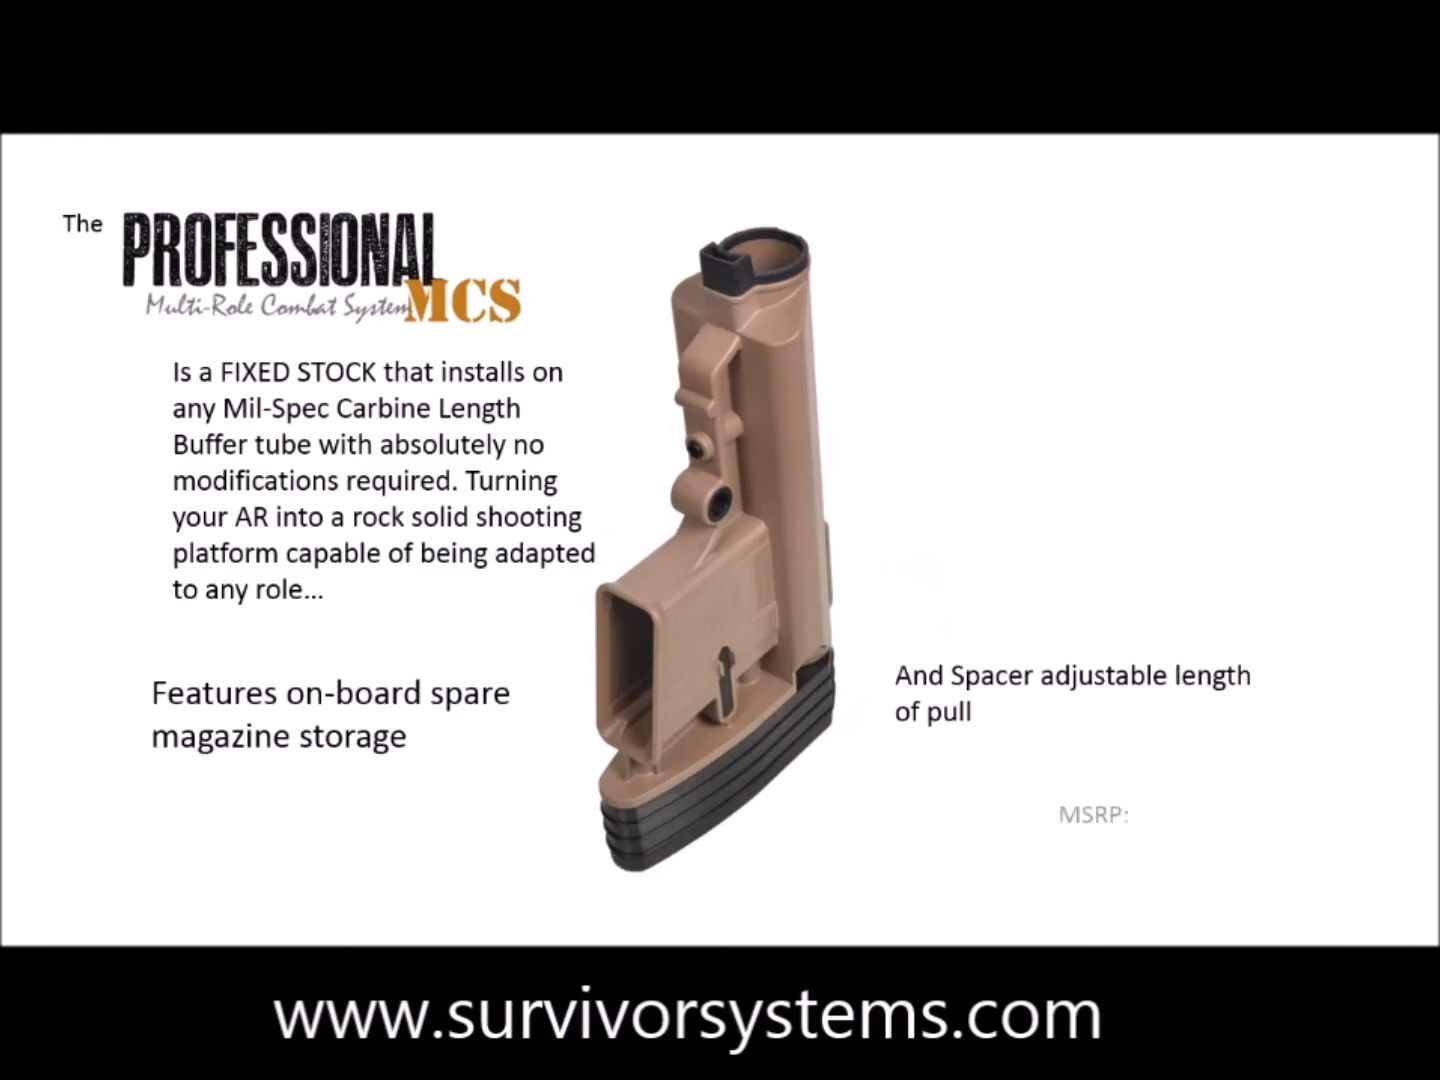 The PROFESSIONAL
Multi-Role Combat System MCS
Is a FIXED STOCK that installs on
any Mil-Spec Carbine Length
Buffer tube with absolutely no
modifications required. Turning
your AR into a rock solid shooting
platform capable of being adapted
to any role...
Features on-board spare
magazine storage
And Spacer adjustable length
of pull
MSRP:
www.survivorsystems.com